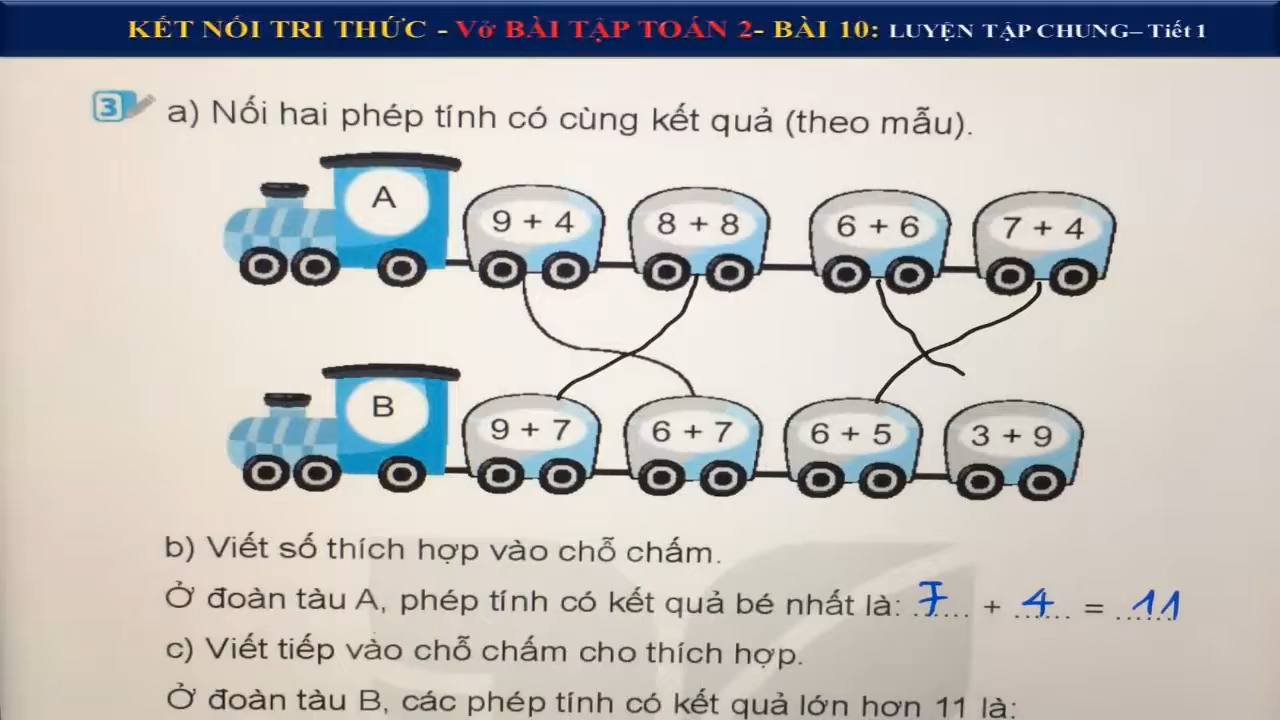 KẾT NỐI TRI THỨC - Vở BÀI TẬP TOÁN 2- BÀI 10: LUYỆN TẬP CHUNG– Tiết 1
3 a) Nối hai phép tính có cùng kết quả (theo mẫu).
A 9 + 4 8 + 8 6 + 6 7 + 4
B 9 + 7 6 + 7 6 + 5 3 + 9
b) Viết số thích hợp vào chỗ chấm.
Ở đoàn tàu A, phép tính có kết quả bé nhất là: 7 + 4 = 11
c) Viết tiếp vào chỗ chấm cho thích hợp.
Ở đoàn tàu B, các phép tính có kết quả lớn hơn 11 là: